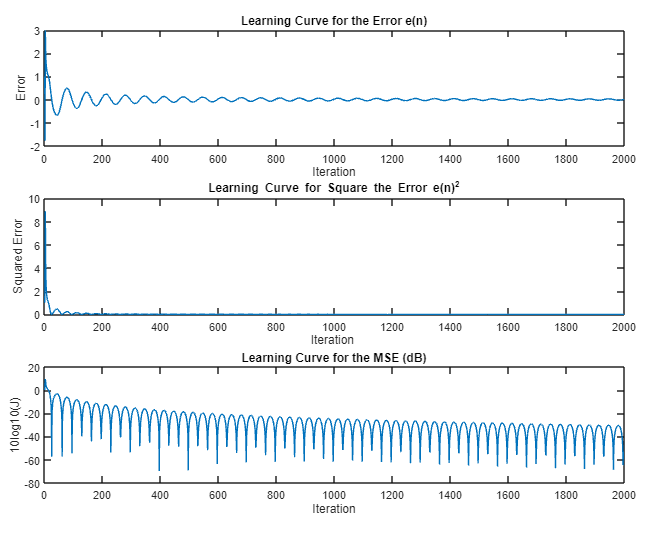 Learning Curve for the Error e(n)
3
2
1
0
-1
-2
Error
0 200 400 600 800 1000 1200 1400 1600 1800 2000
Iteration
Learning Curve for Square the Error e(n)²
10
8
6
4
2
0
Squared Error
0 200 400 600 800 1000 1200 1400 1600 1800 2000
Iteration
Learning Curve for the MSE (dB)
20
0
-20
-40
-60
-80
10log10(J)
0 200 400 600 800 1000 1200 1400 1600 1800 2000
Iteration